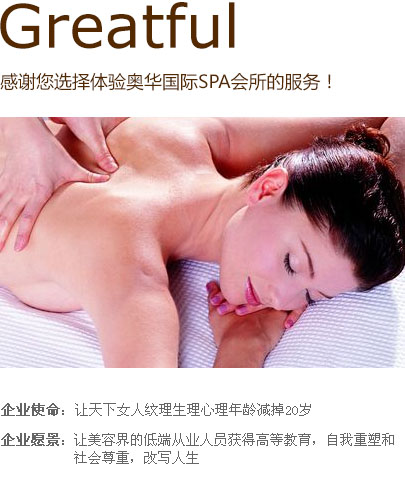 Greatful
感谢您选择体验奥华国际SPA会所的服务！
企业使命：让天下女人纹理生理心理年龄减掉20岁
企业愿景：让美容界的低端从业人员获得高等教育，自我重塑和
社会尊重，改写人生